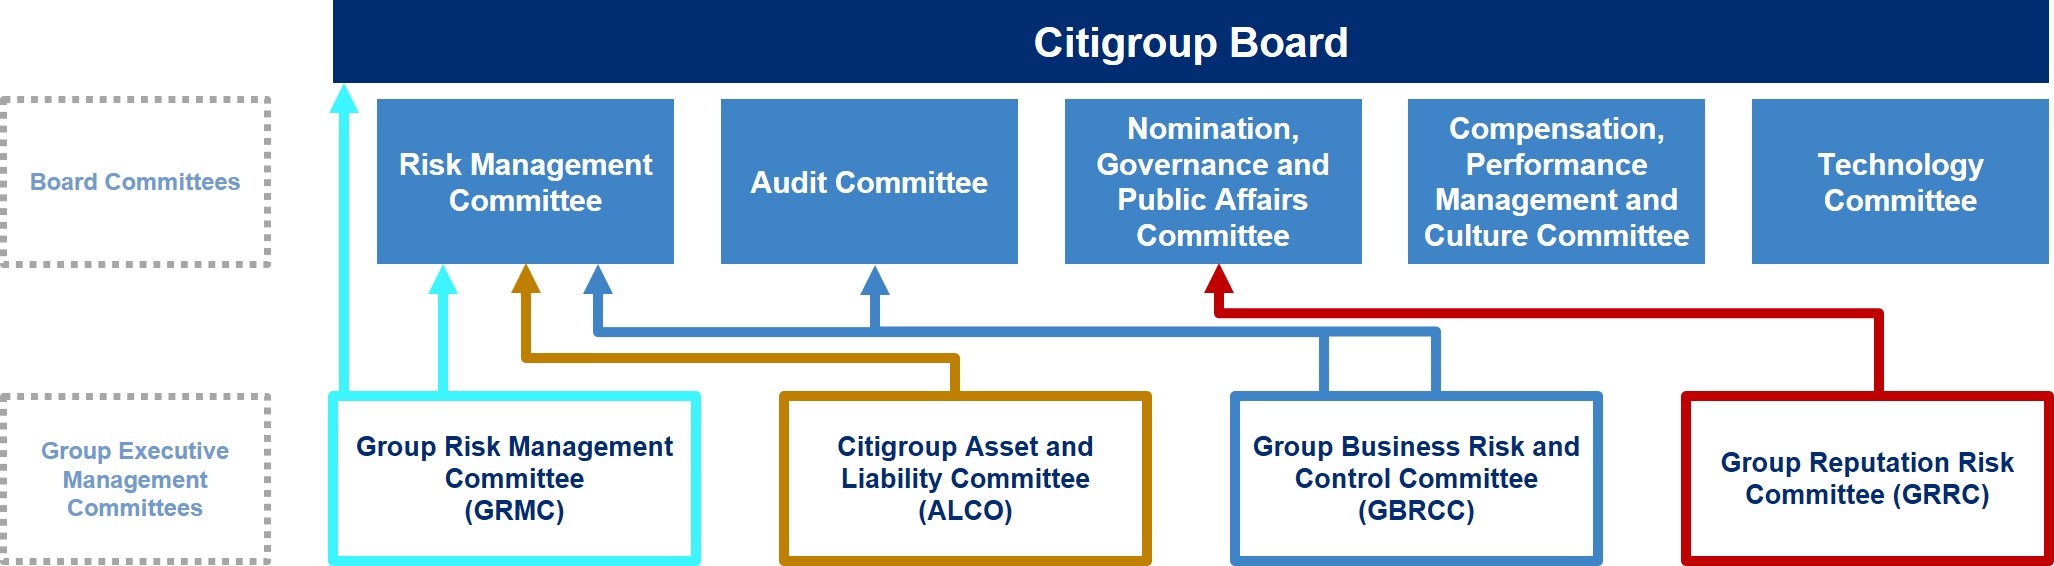 Citigroup Board
Board Committees
Risk Management
Committee
Audit Committee
Nomination,
Governance and
Public Affairs
Committee
Compensation,
Performance
Management and
Culture Committee
Technology
Committee
Group Executive
Management
Committees
Group Risk Management
Committee
(GRMC)
Citigroup Asset and
Liability Committee
(ALCO)
Group Business Risk and
Control Committee
(GBRCC)
Group Reputation Risk
Committee (GRRC)